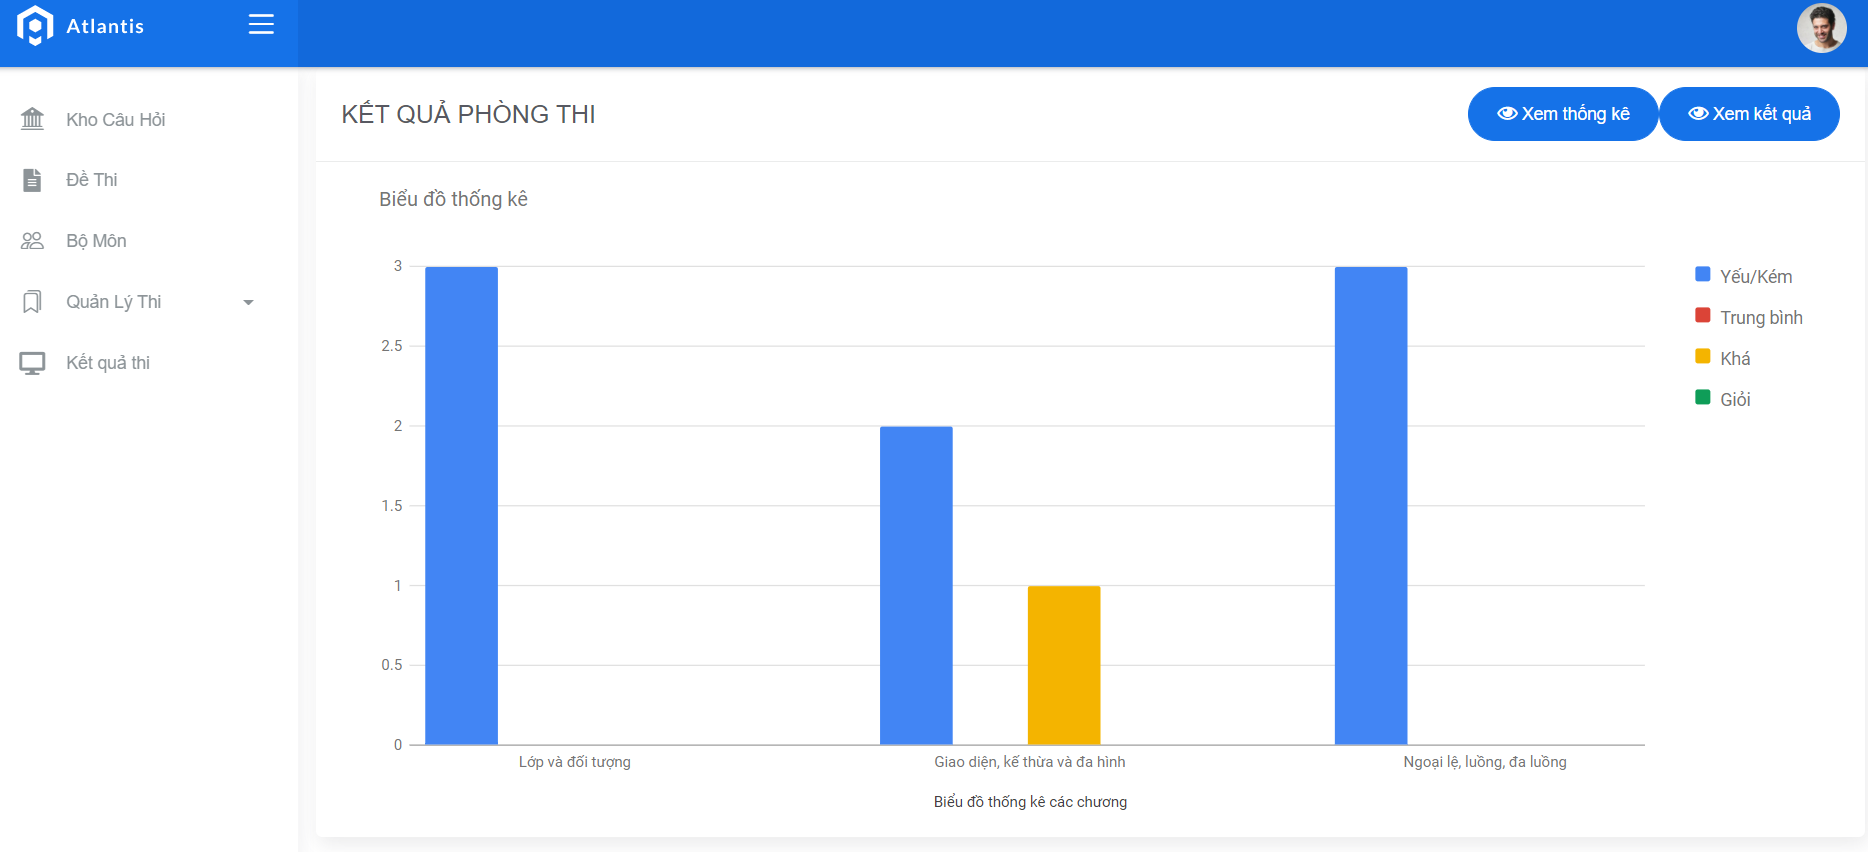 Atlantis
Kho Câu Hỏi
Đề Thi
Bộ Môn
Quản Lý Thi
Kết quả thi
KẾT QUẢ PHÒNG THI
Xem thống kê
Xem kết quả
Biểu đồ thống kê
3
2.5
2
1.5
1
0.5
0
Lớp và đối tượng
Giao diện, kế thừa và đa hình
Ngoại lệ, luồng, đa luồng
Biểu đồ thống kê các chương
Yếu/Kém
Trung bình
Khá
Giỏi